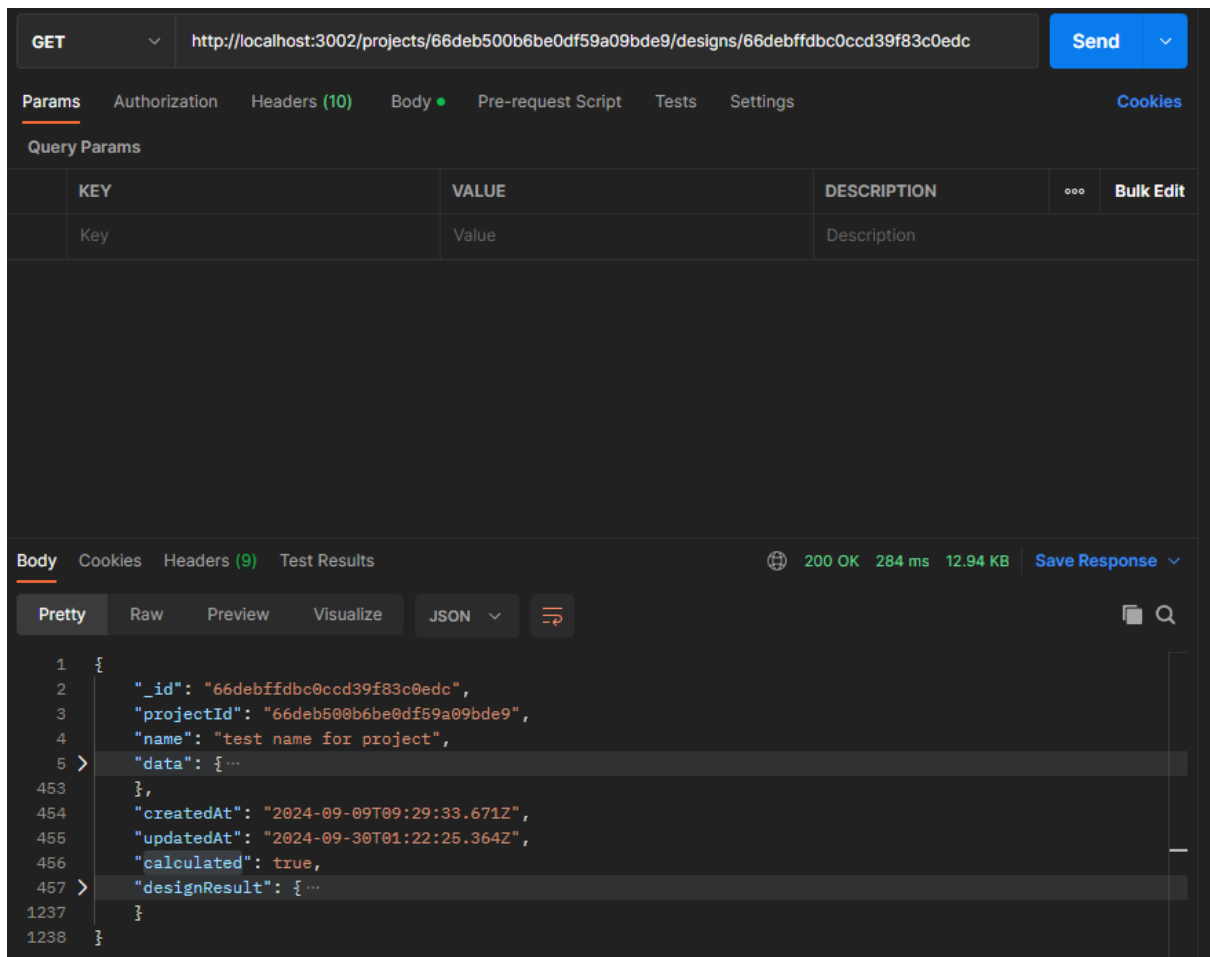 GET http://localhost:3002/projects/66deb500b6be0df59a09bde9/designs/66debffdbc0ccd39f83c0edc Send
Params Authorization Headers (10) Body Pre-request Script Tests Settings Cookies
Query Params
KEY VALUE DESCRIPTION ooo Bulk Edit
Key Value Description
Body Cookies Headers (9) Test Results 200 OK 284 ms 12.94 KB Save Response
Pretty Raw Preview Visualize JSON
1 {
2 "_id": "66debffdbc0ccd39f83c0edc",
3 "projectId": "66deb500b6be0df59a09bde9",
4 "name": "test name for project",
5 "data": {…
453 },
454 "createdAt": "2024-09-09T09:29:33.671Z",
455 "updatedAt": "2024-09-30T01:22:25.364Z",
456 "calculated": true,
457 "designResult": {…
1237 }
1238 }